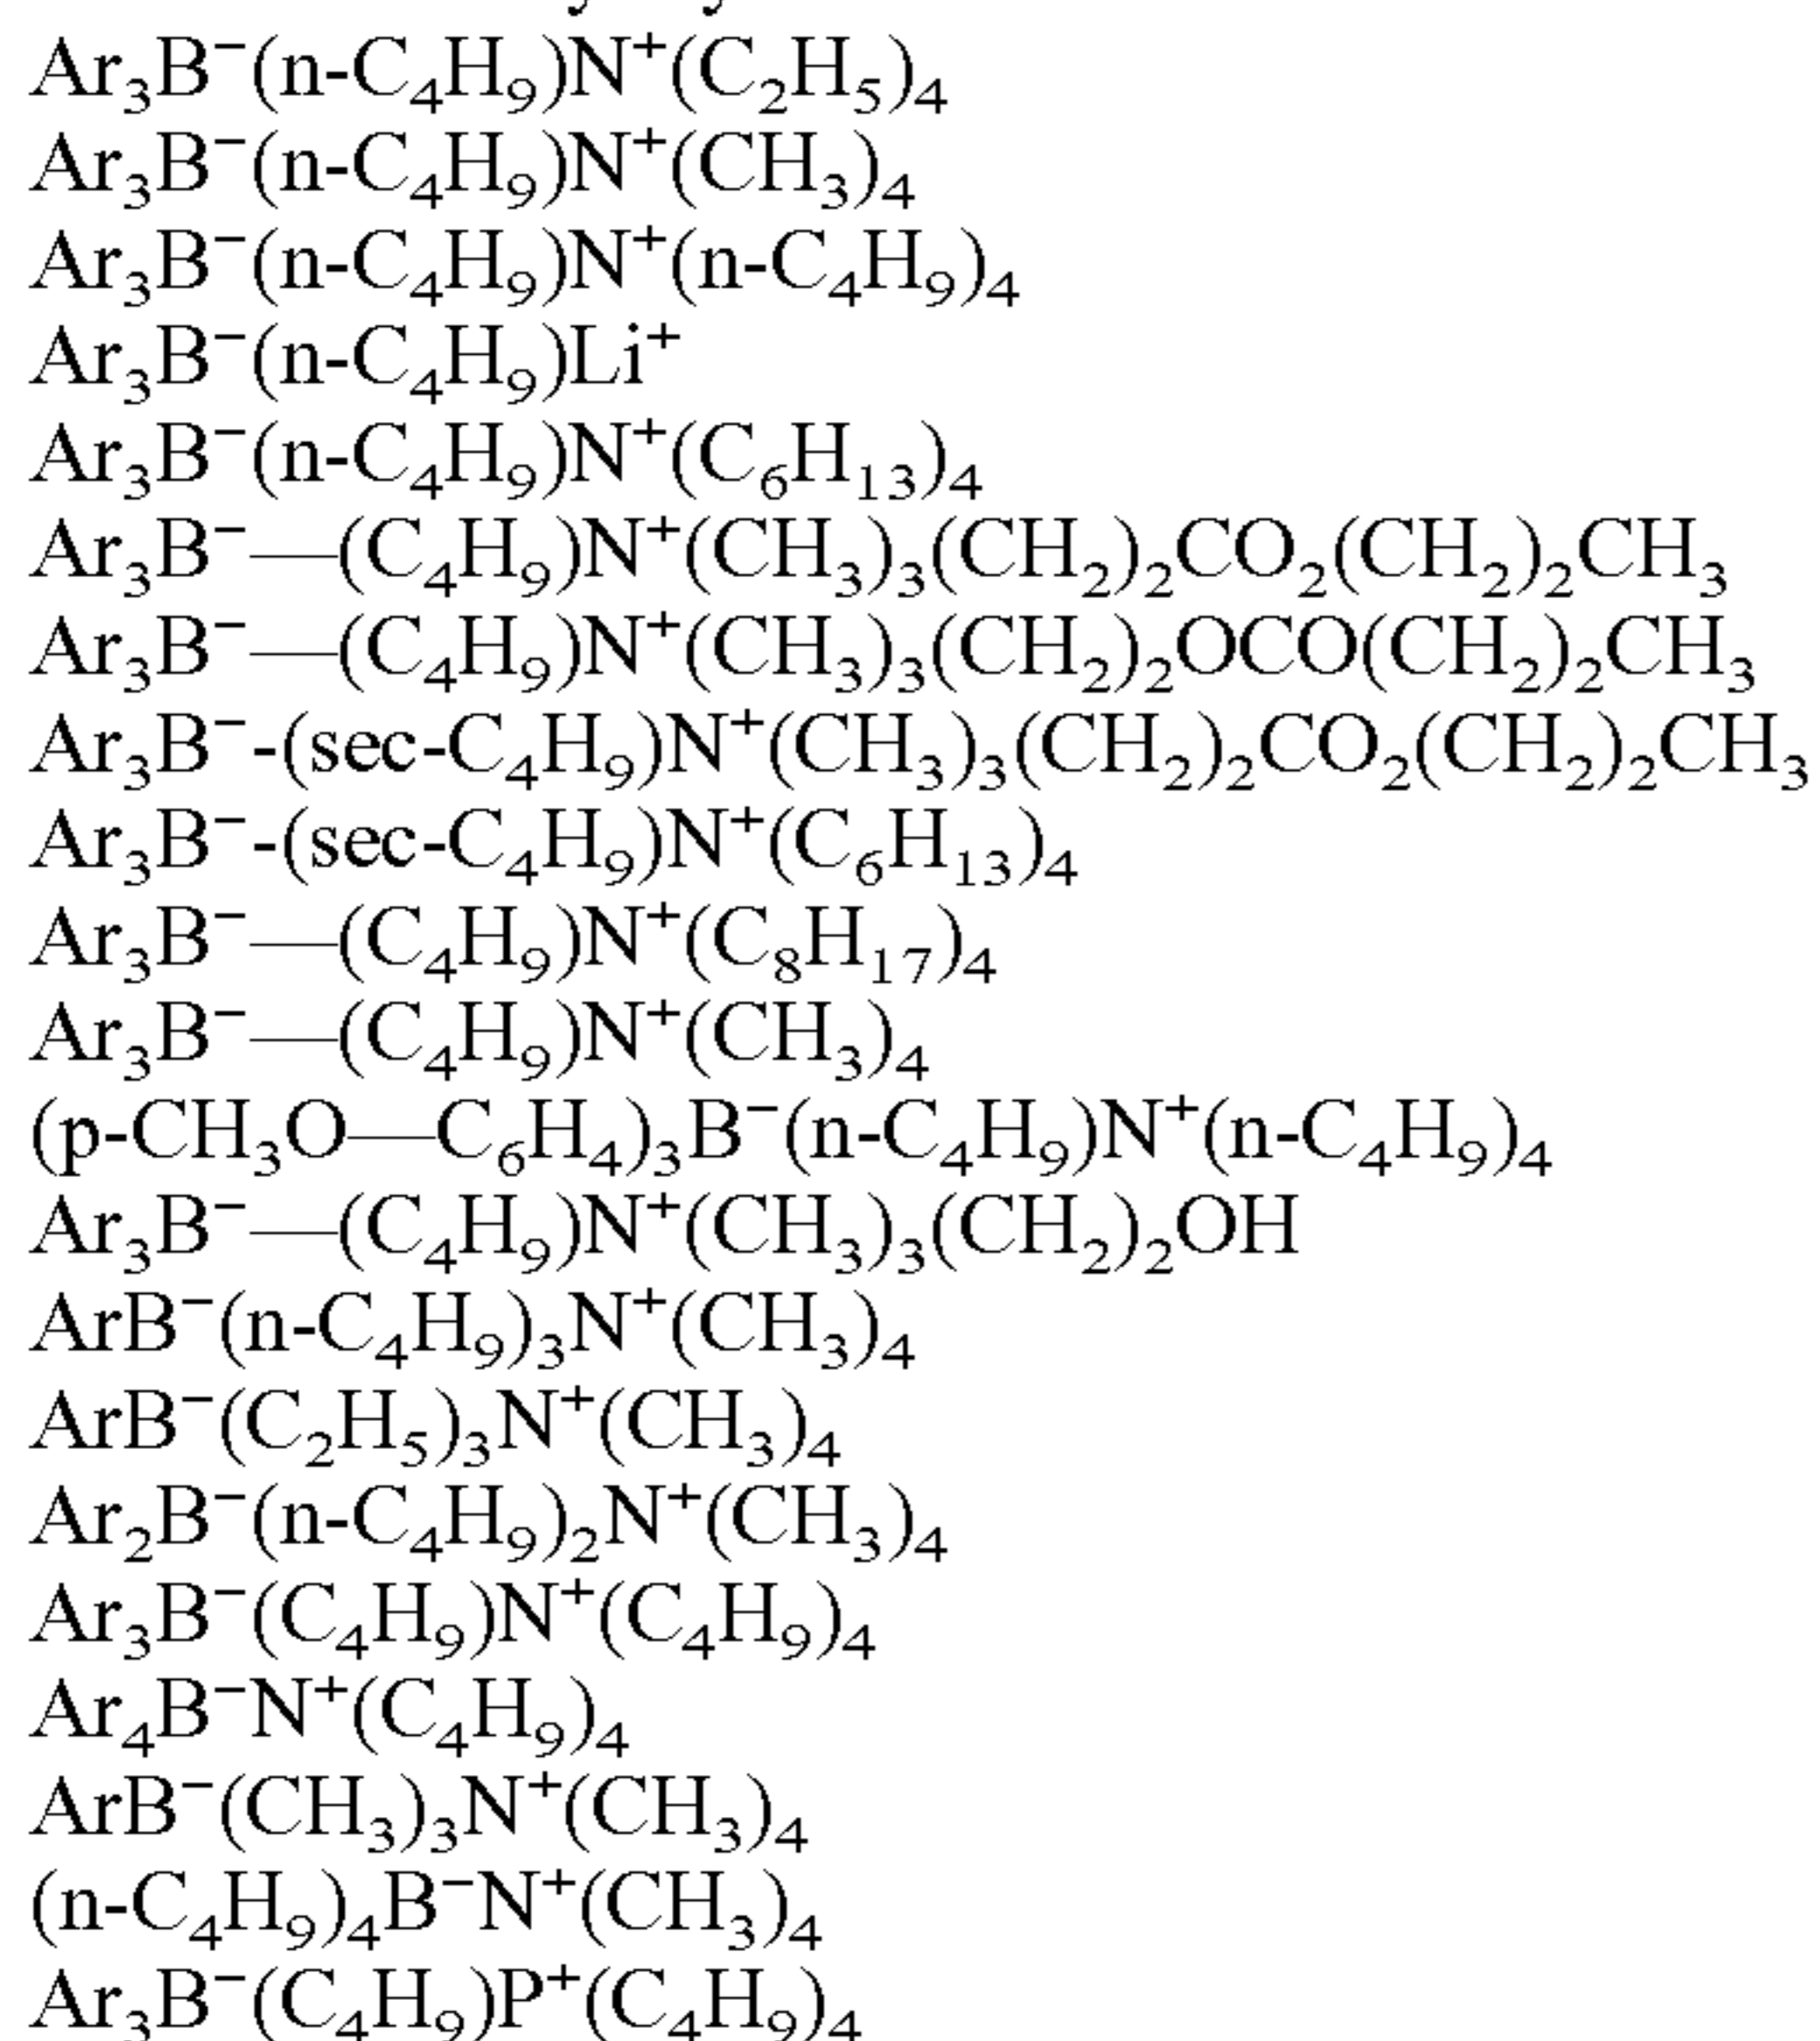 Ar₃B⁻(n-C₄H₉)N⁺(C₂H₅)₄
Ar₃B⁻(n-C₄H₉)N⁺(CH₃)₄
Ar₃B⁻(n-C₄H₉)N⁺(n-C₄H₉)₄
Ar₃B⁻(n-C₄H₉)Li⁺
Ar₃B⁻(n-C₄H₉)N⁺(C₆H₁₃)₄
Ar₃B⁻—(C₄H₉)N⁺(CH₃)₃(CH₂)₂CO₂(CH₂)₂CH₃
Ar₃B⁻—(C₄H₉)N⁺(CH₃)₃(CH₂)₂OCO(CH₂)₂CH₃
Ar₃B⁻-(sec-C₄H₉)N⁺(CH₃)₃(CH₂)₂CO₂(CH₂)₂CH₃
Ar₃B⁻-(sec-C₄H₉)N⁺(C₆H₁₃)₄
Ar₃B⁻—(C₄H₉)N⁺(C₈H₁₇)₄
Ar₃B⁻—(C₄H₉)N⁺(CH₃)₄
(p-CH₃O—C₆H₄)₃B⁻(n-C₄H₉)N⁺(n-C₄H₉)₄
Ar₃B⁻—(C₄H₉)N⁺(CH₃)₃(CH₂)₂OH
ArB⁻(n-C₄H₉)₃N⁺(CH₃)₄
ArB⁻(C₂H₅)₃N⁺(CH₃)₄
Ar₂B⁻(n-C₄H₉)₂N⁺(CH₃)₄
Ar₃B⁻(C₄H₉)N⁺(C₄H₉)₄
Ar₄B⁻N⁺(C₄H₉)₄
ArB⁻(CH₃)₃N⁺(CH₃)₄
(n-C₄H₉)₄B⁻N⁺(CH₃)₄
Ar₃B⁻(C₄H₉)P⁺(C₄H₉)₄